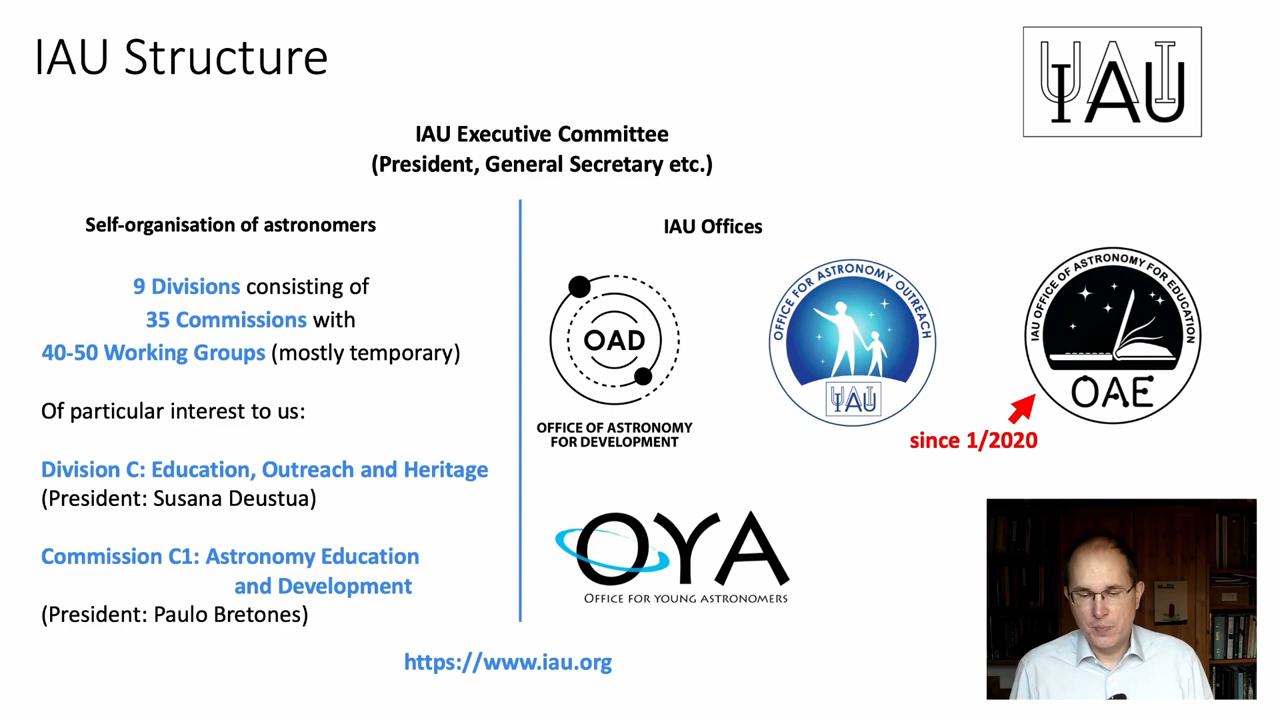 IAU Structure
IAU
IAU Executive Committee
(President, General Secretary etc.)
Self-organisation of astronomers
9 Divisions consisting of
35 Commissions with
40-50 Working Groups (mostly temporary)
Of particular interest to us:
Division C: Education, Outreach and Heritage
(President: Susana Deustua)
Commission C1: Astronomy Education
and Development
(President: Paulo Bretones)
IAU Offices
OAD
OFFICE OF ASTRONOMY
FOR DEVELOPMENT
OFFICE FOR ASTRONOMY OUTREACH
IAU
IAU OFFICE OF ASTRONOMY FOR EDUCATION
OAE
since 1/2020
OYA
OFFICE FOR YOUNG ASTRONOMERS
https://www.iau.org